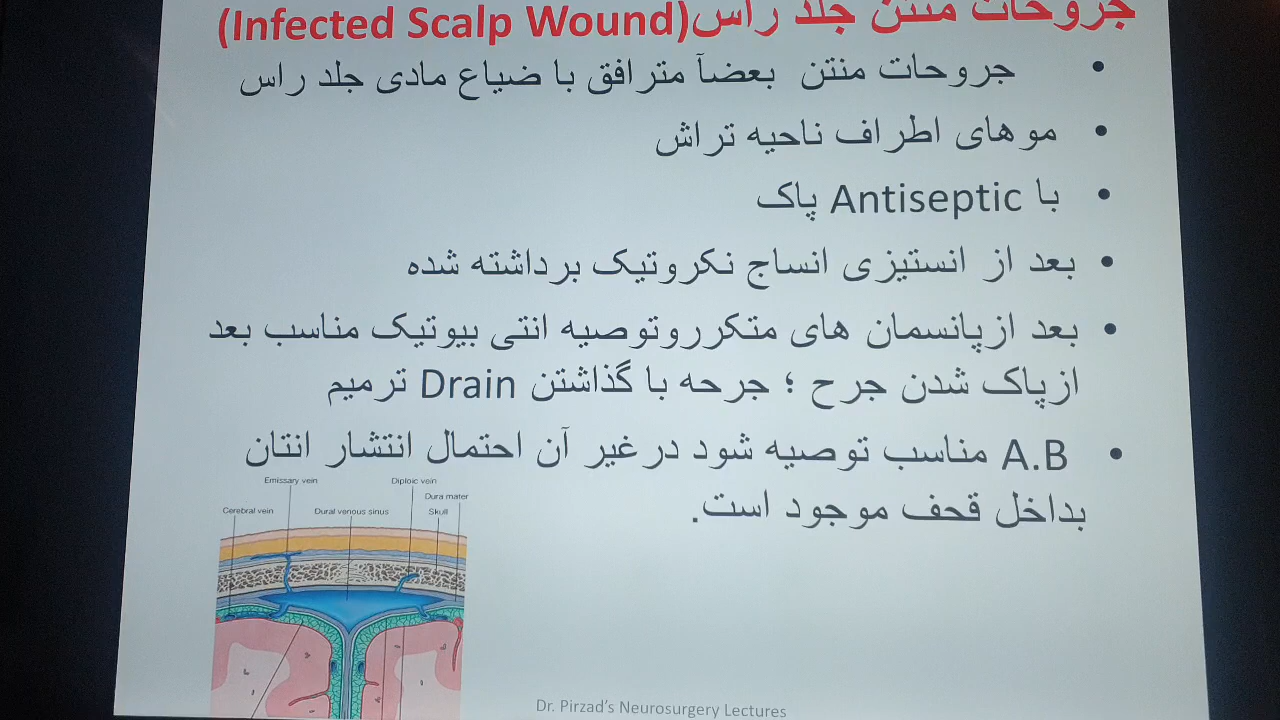 جروحات منتن جلد راس(Infected Scalp Wound)
• جروحات منتن بعضآ مترافق با ضیاع مادی جلد راس
• موهای اطراف ناحیه تراش
• با Antiseptic پاک
• بعد از انستیزی انساج نکروتیک برداشته شده
• بعد ازپانسمان های متکرروتوصیه انتی بیوتیک مناسب بعد
ازپاک شدن جرح ؛ جرحه با گذاشتن Drain ترمیم
• A.B مناسب توصیه شود درغیر آن احتمال انتشار انتان
بداخل قحف موجود است.
Emissary vein
Diploic vein
Dura mater
Cerebral vein
Dural venous sinus
Skull
Dr. Pirzad’s Neurosurgery Lectures